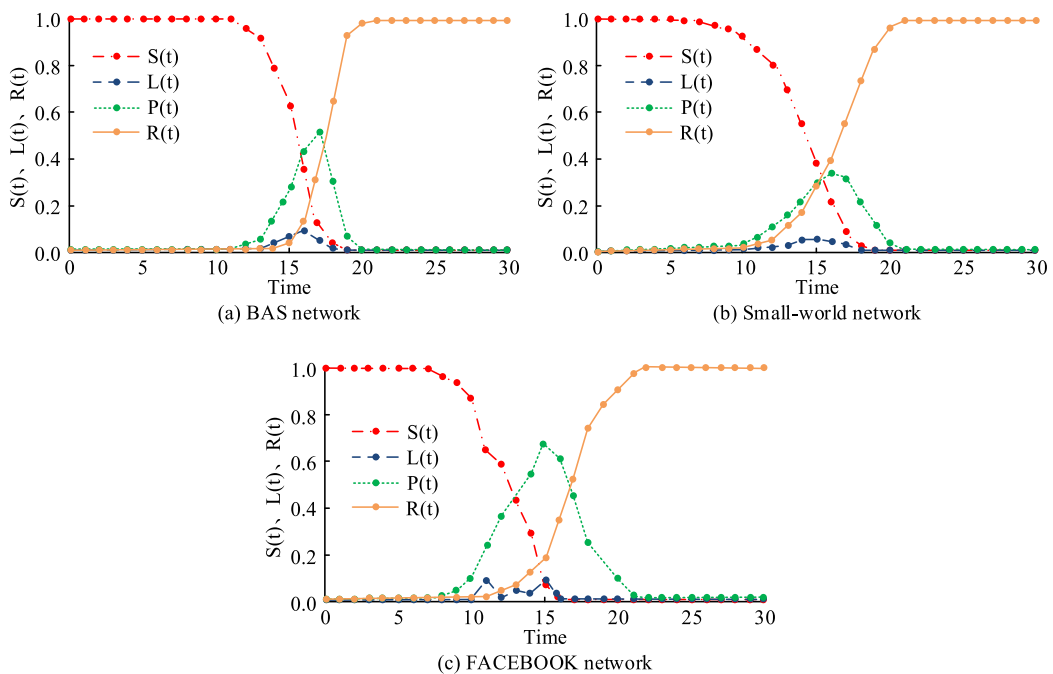 S(t)、L(t)、R(t)
1.0
0.8
0.6
0.4
0.2
0.0
S(t)
L(t)
P(t)
R(t)
0 5 10 15 20 25 30
Time
(a) BAS network
S(t)、L(t)、R(t)
1.0
0.8
0.6
0.4
0.2
0.0
S(t)
L(t)
P(t)
R(t)
0 5 10 15 20 25 30
Time
(b) Small-world network
S(t)、L(t)、R(t)
1.0
0.8
0.6
0.4
0.2
0.0
S(t)
L(t)
P(t)
R(t)
0 5 10 15 20 25 30
Time
(c) FACEBOOK network